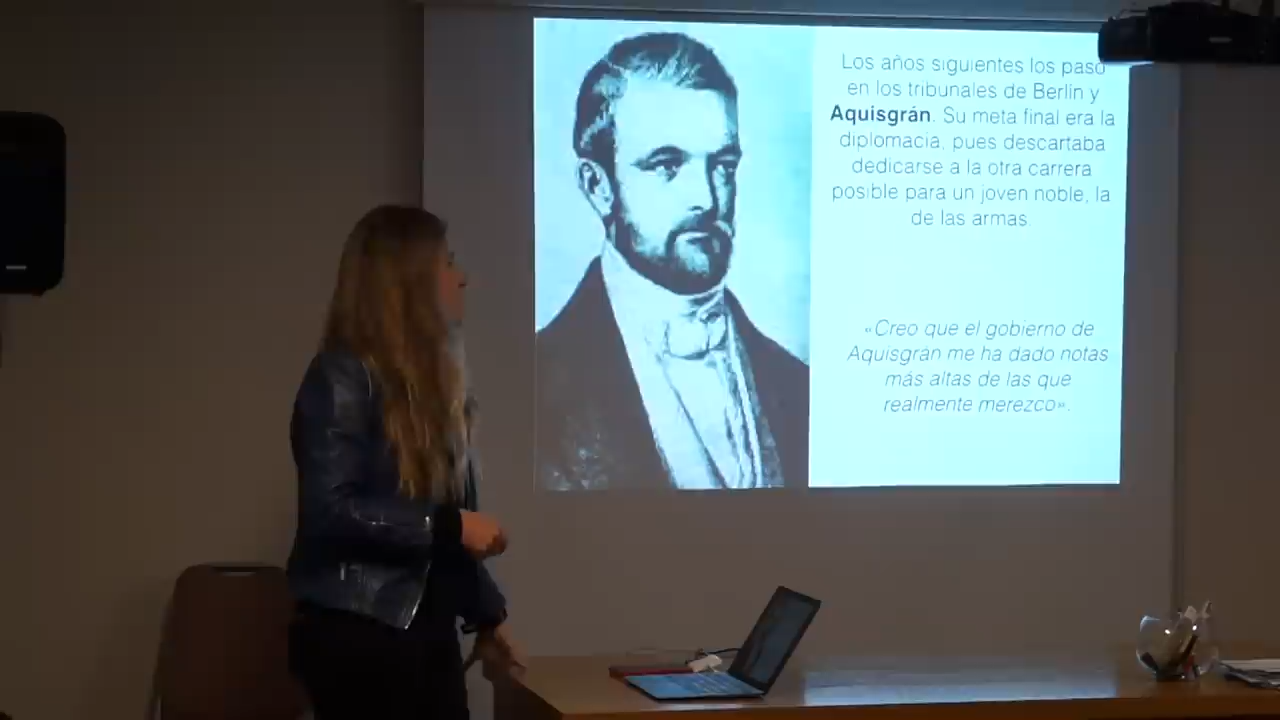 Los años siguientes los pasó
en los tribunales de Berlín y
Aquisgrán. Su meta final era la
diplomacia, pues descartaba
dedicarse a la otra carrera
posible para un joven noble, la
de las armas.
«Creo que el gobierno de
Aquisgrán me ha dado notas
más altas de las que
realmente merezco».